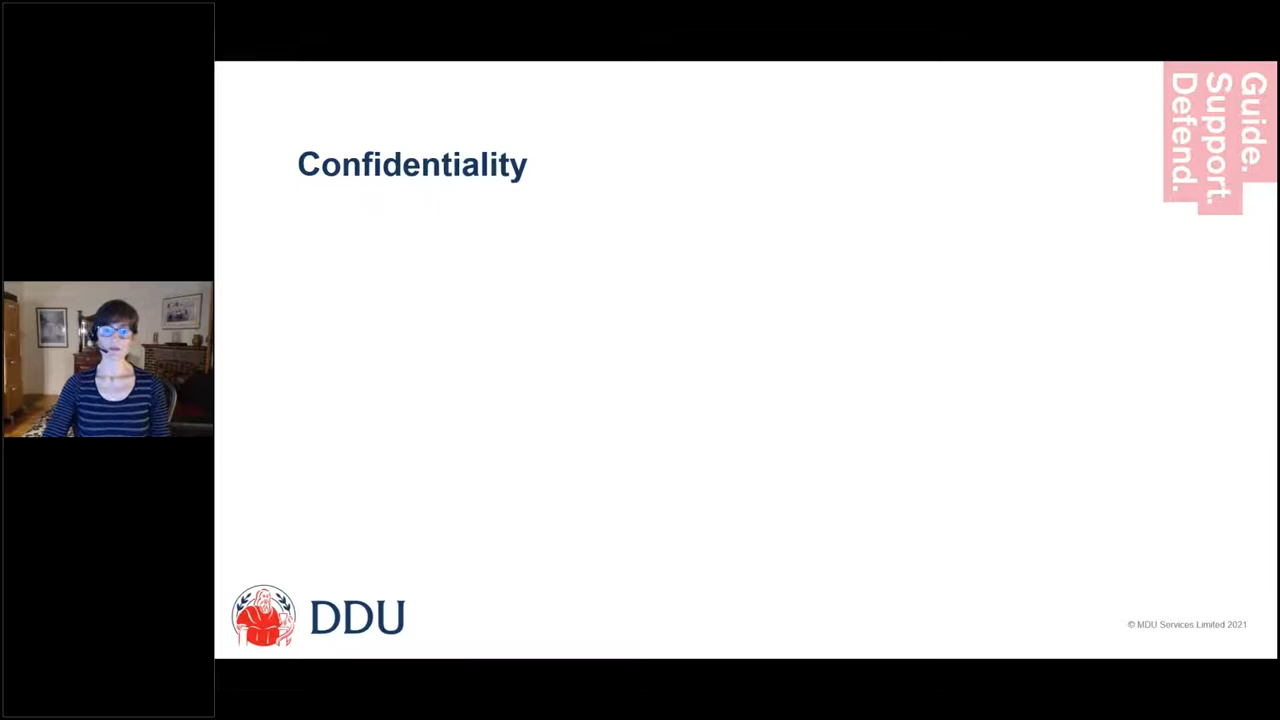 Confidentiality
Guide.
Support.
Defend.
DDU
© MDU Services Limited 2021